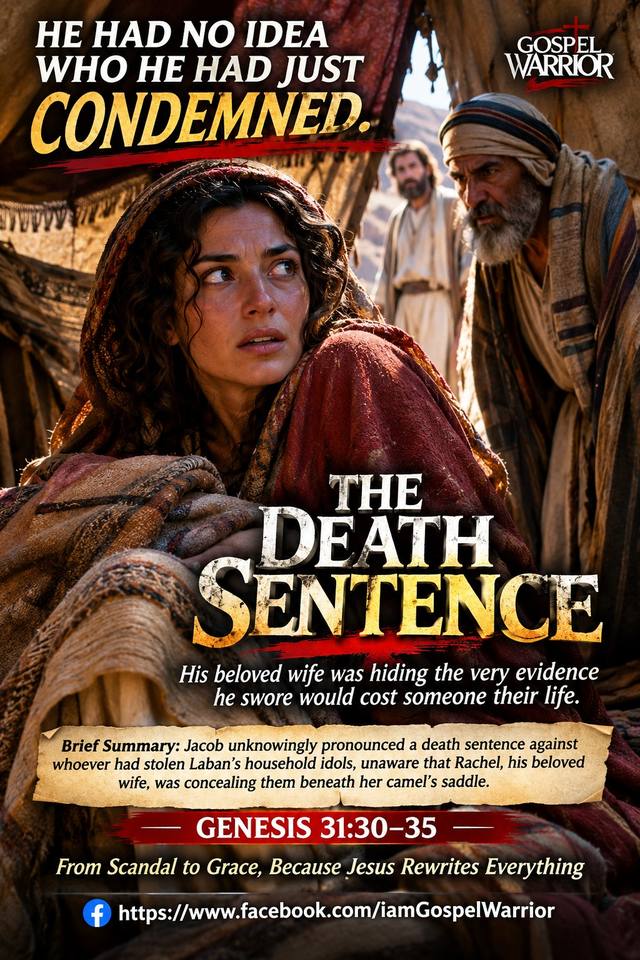 HE HAD NO IDEA
WHO HE HAD JUST
CONDEMNED.
GOSPEL
WARRIOR
THE
DEATH
SENTENCE
His beloved wife was hiding the very evidence
he swore would cost someone their life.
Brief Summary: Jacob unknowingly pronounced a death sentence against
whoever had stolen Laban's household idols, unaware that Rachel, his beloved
wife, was concealing them beneath her camel's saddle.
GENESIS 31:30–35
From Scandal to Grace, Because Jesus Rewrites Everything
https://www.facebook.com/iamGospelWarrior